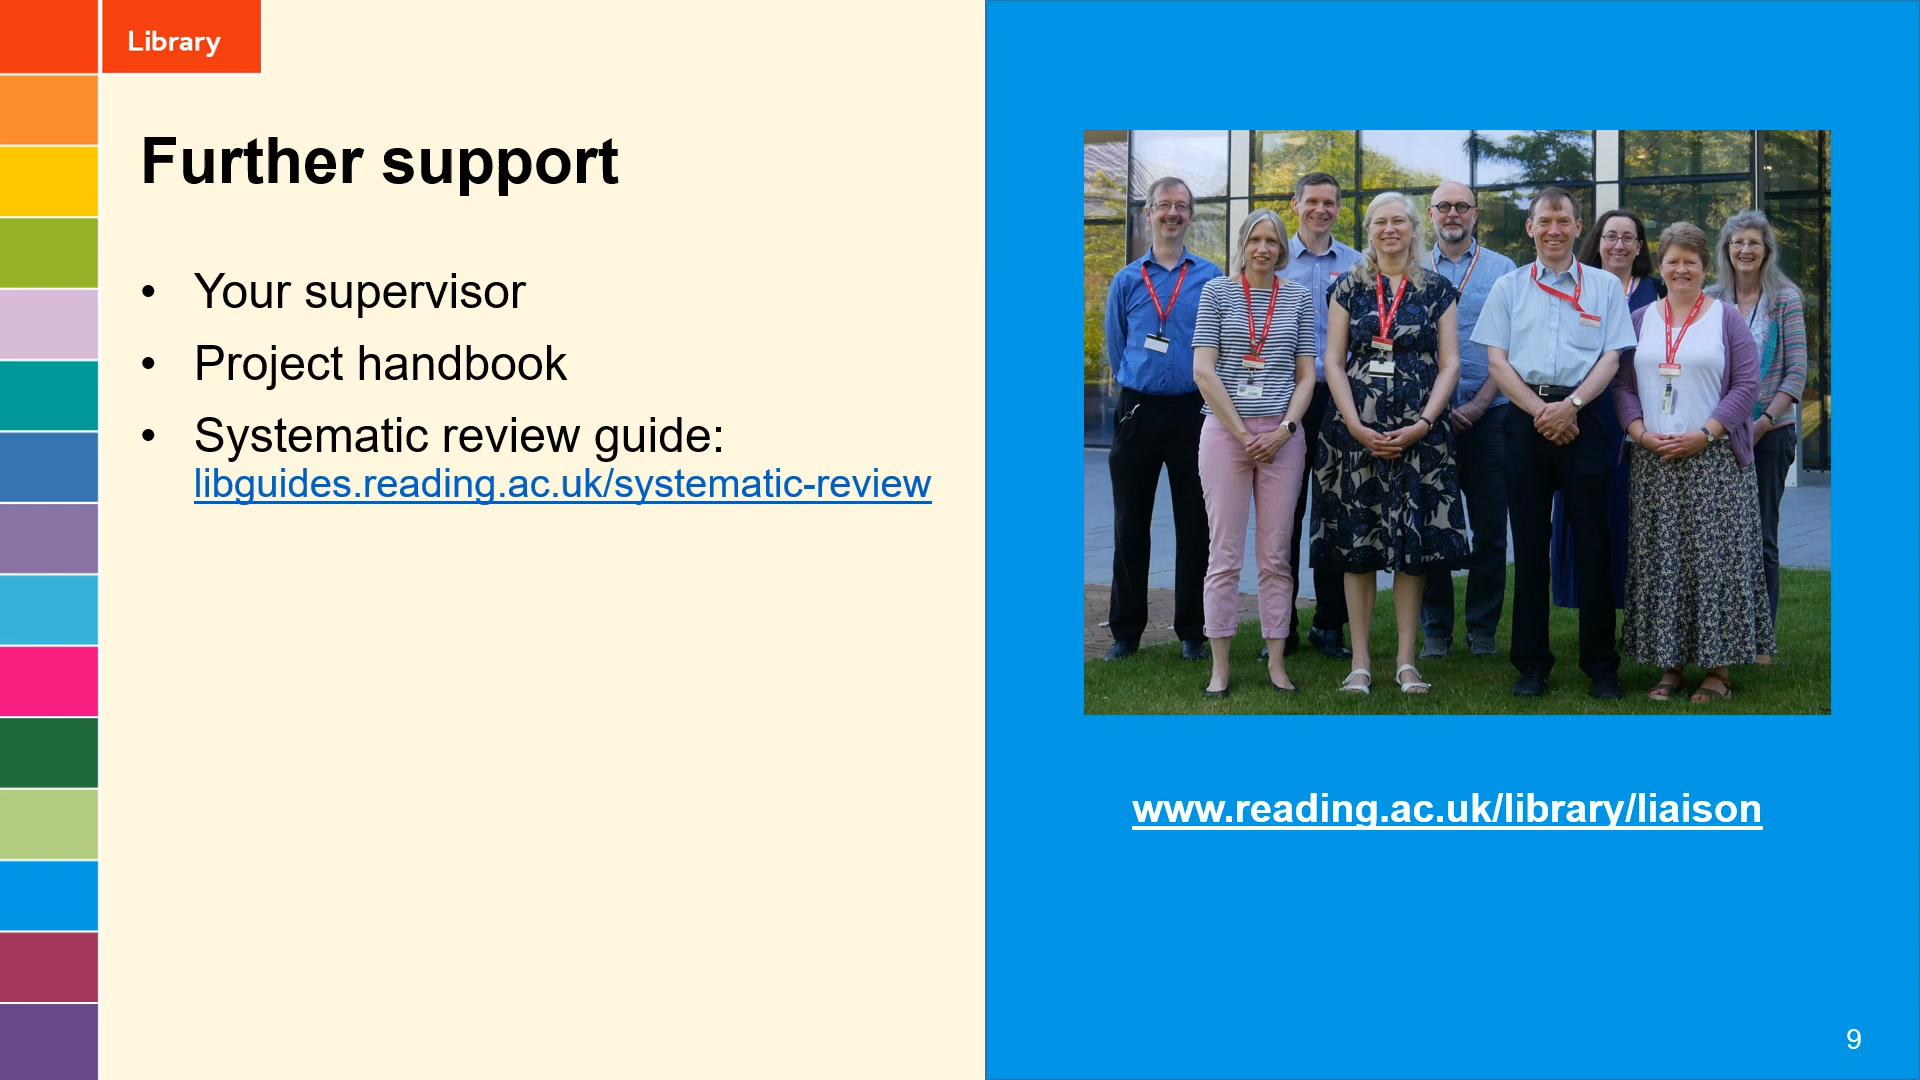 Library
Further support
• Your supervisor
• Project handbook
• Systematic review guide:
libguides.reading.ac.uk/systematic-review
www.reading.ac.uk/library/liaison
9